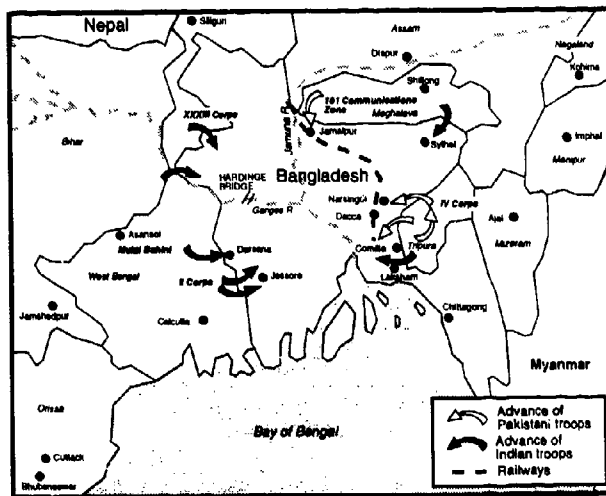 Nepal
Siliguri
Assam
Dispur
Nagaland
Kohima
Shillong
XXXIII Corps
101 Communications
Zone
Meghalaya
Jamuna R
Jamalpur
Sylhet
Imphal
Manipur
Bihar
HARDINGE
BRIDGE
Bangladesh
Ganges R
Narsingdi
IV Corps
Dacca
Asansol
Mukti Bahini
Comilla
Tripura
Mizoram
Darsana
West Bengal
II Corps
Jessore
Laksham
Jamshedpur
Calcutta
Chittagong
Myanmar
Orissa
Bay of Bengal
Advance of
Pakistani troops
Advance of
Indian troops
Railways
Cuttack
Bhubaneswar